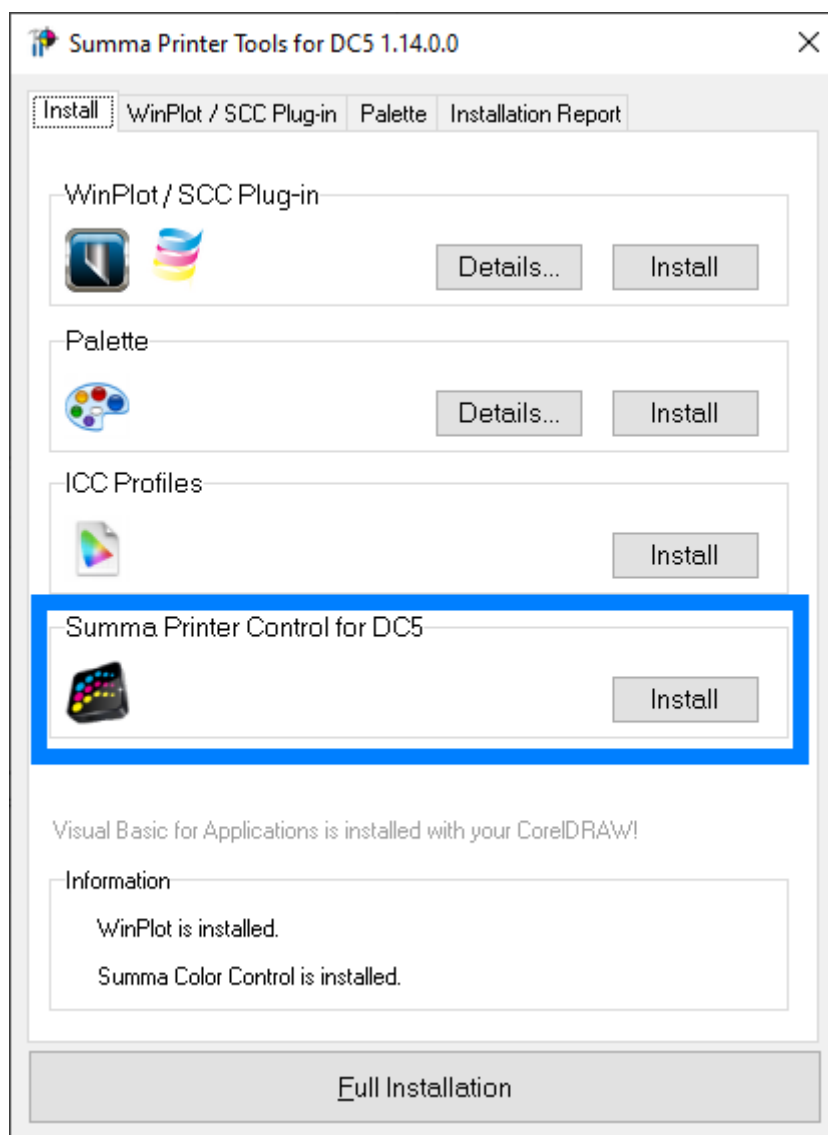 Summa Printer Tools for DC5 1.14.0.0
Install WinPlot / SCC Plug-in Palette Installation Report
WinPlot / SCC Plug-in
Details... Install
Palette
Details... Install
ICC Profiles
Install
Summa Printer Control for DC5
Install
Visual Basic for Applications is installed with your CorelDRAW!
Information
WinPlot is installed.
Summa Color Control is installed.
Full Installation